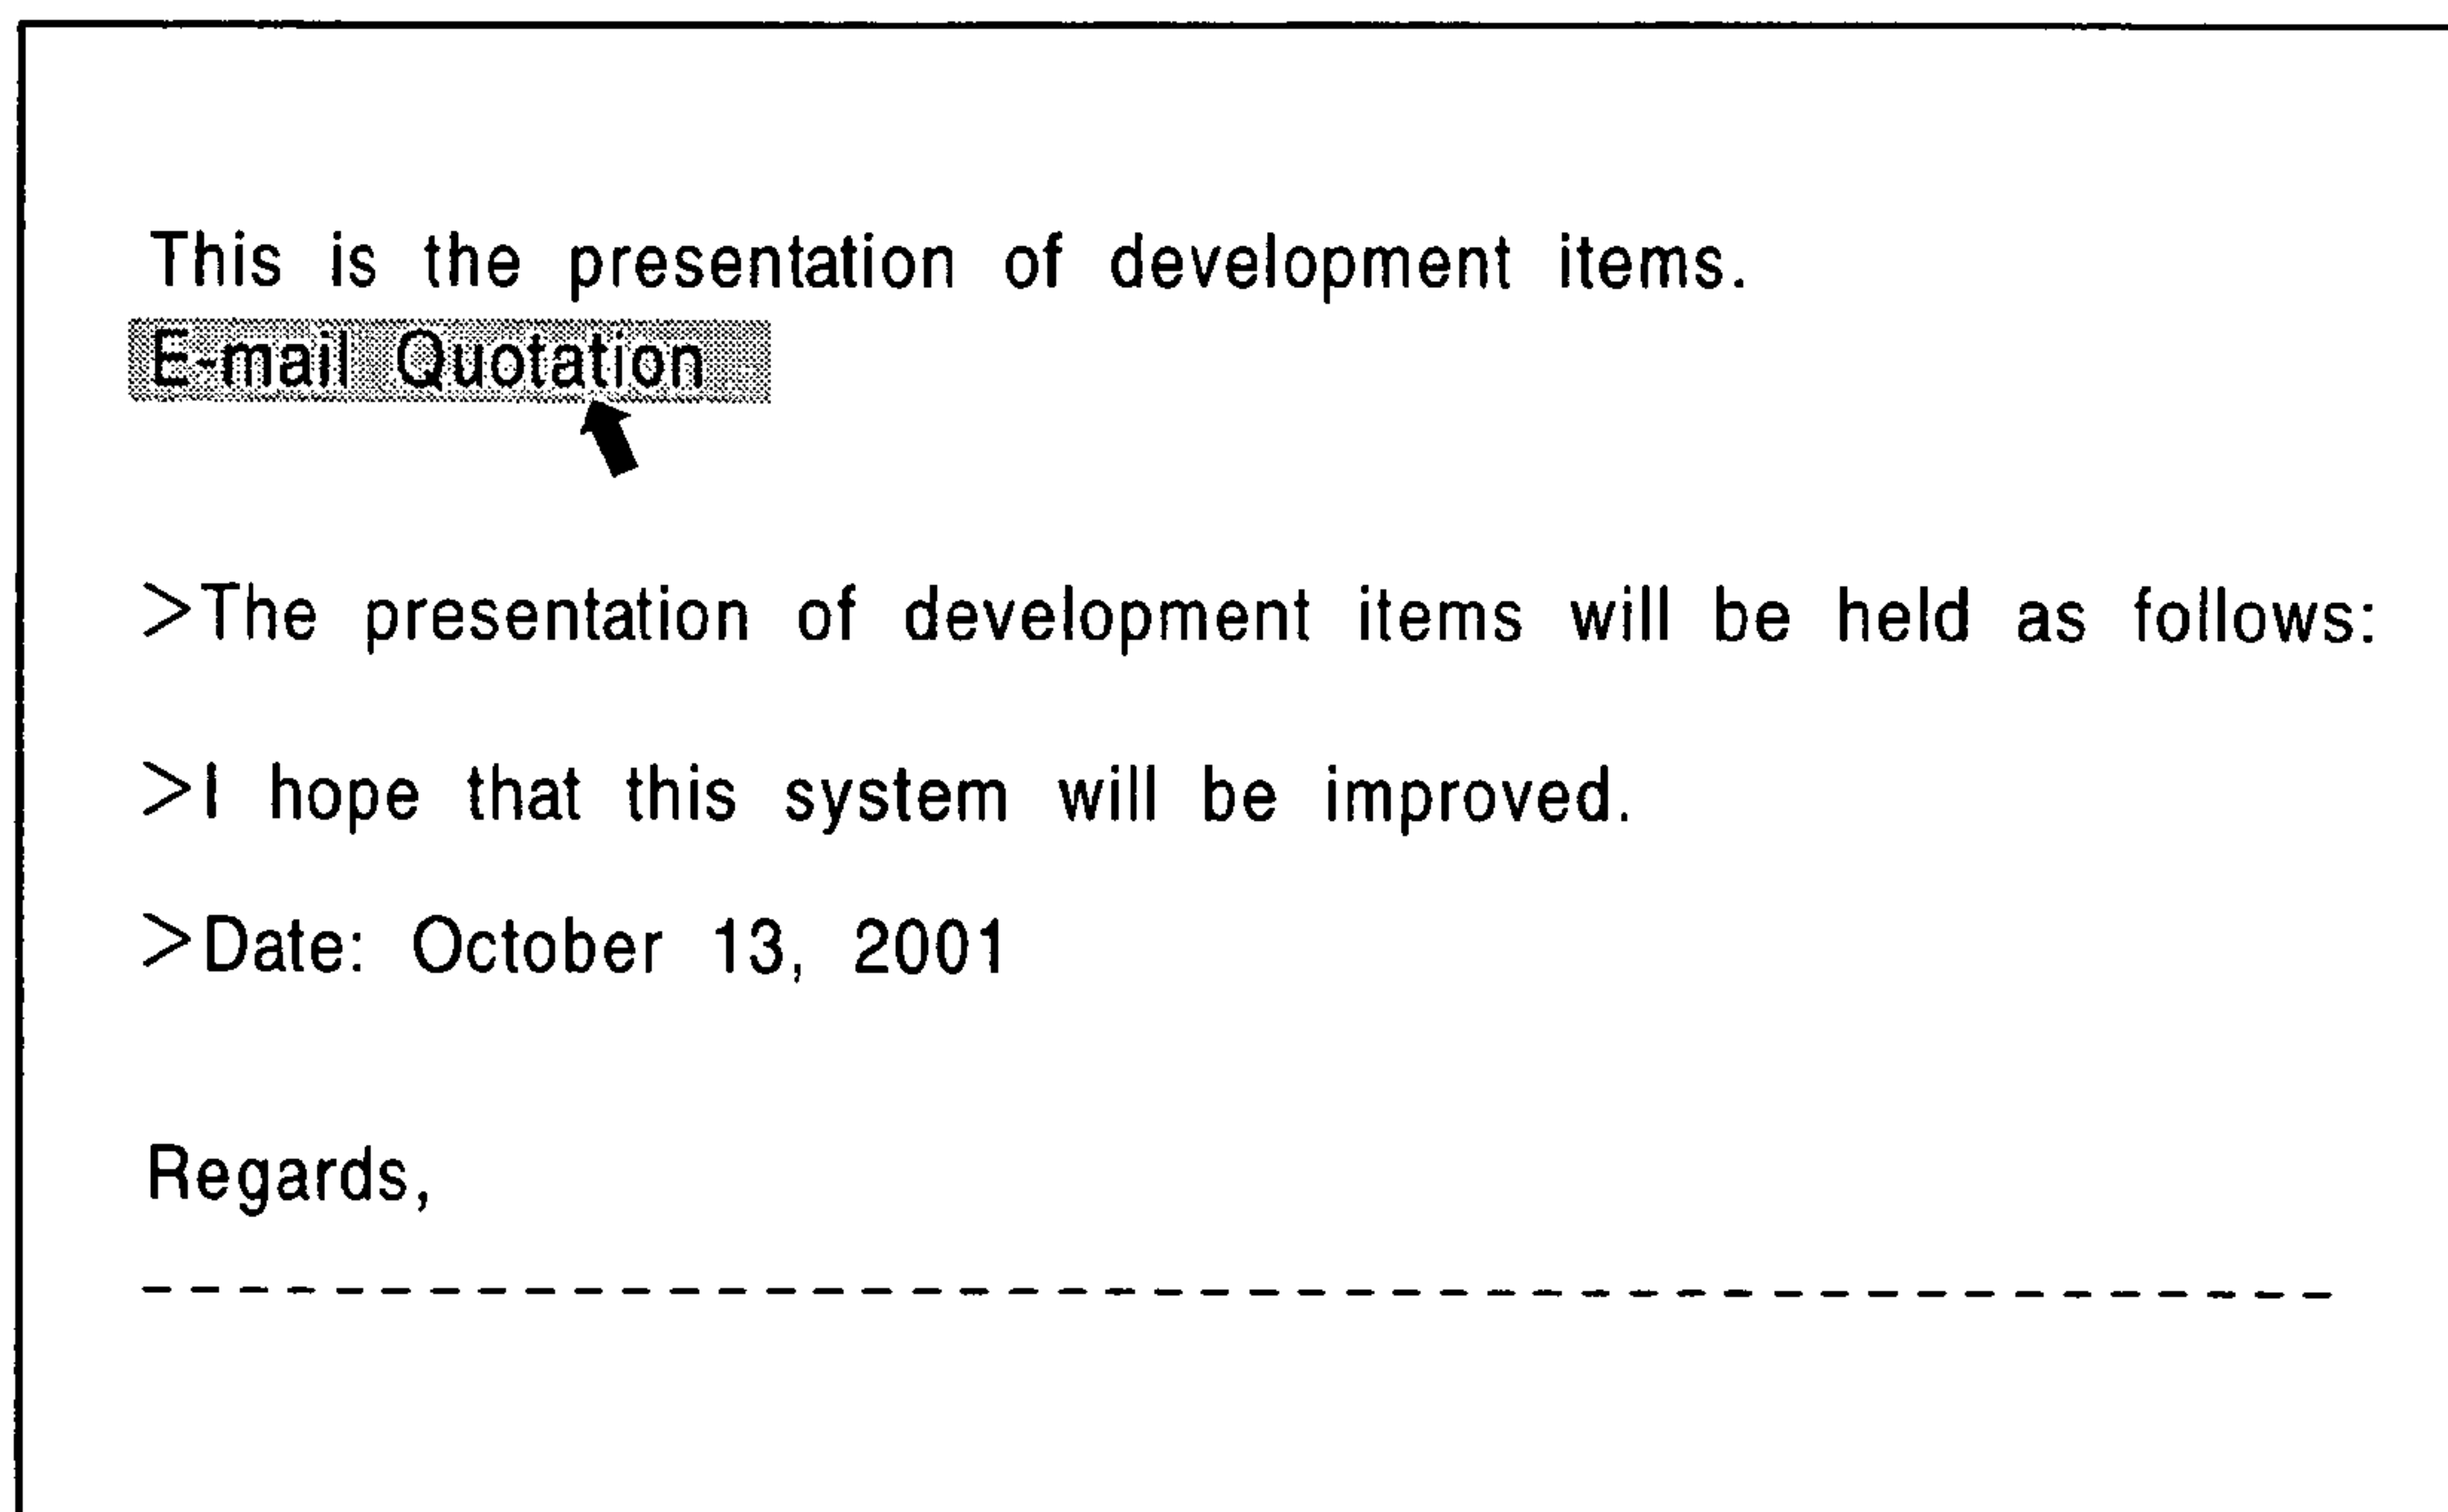 This is the presentation of development items.
E-mail Quotation
>The presentation of development items will be held as follows:
>I hope that this system will be improved.
>Date: October 13, 2001
Regards,